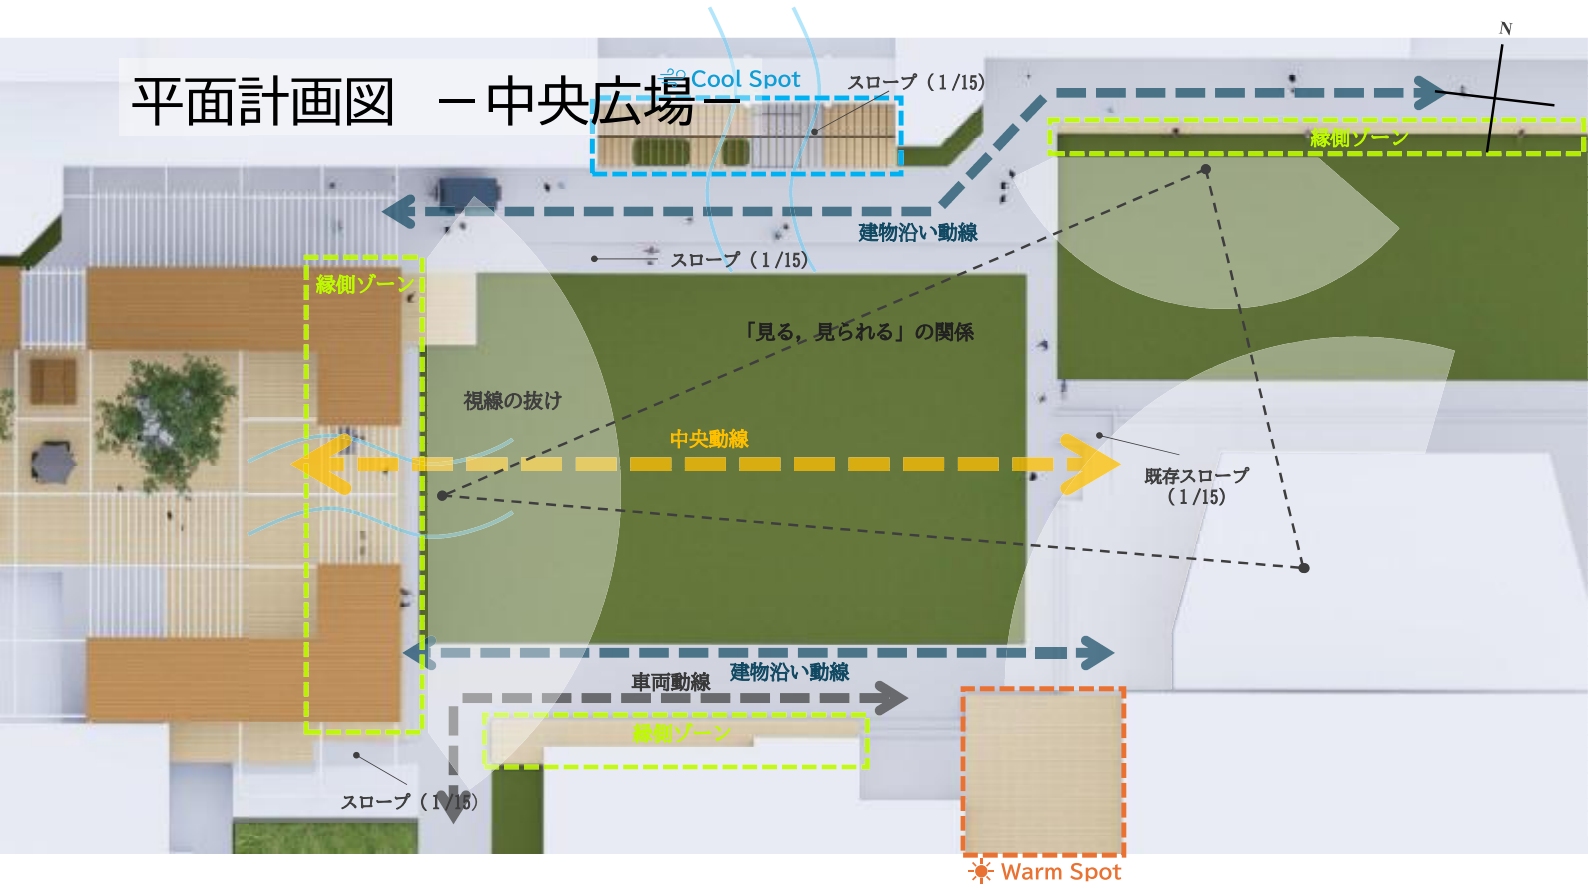 N
平面計画図　－中央広場－
Cool Spot
スロープ（1/15）
縁側ゾーン
建物沿い動線
スロープ（1/15）
縁側ゾーン
「見る，見られる」の関係
視線の抜け
中央動線
既存スロープ
（1/15）
建物沿い動線
車両動線
縁側ゾーン
スロープ（1/15）
Warm Spot